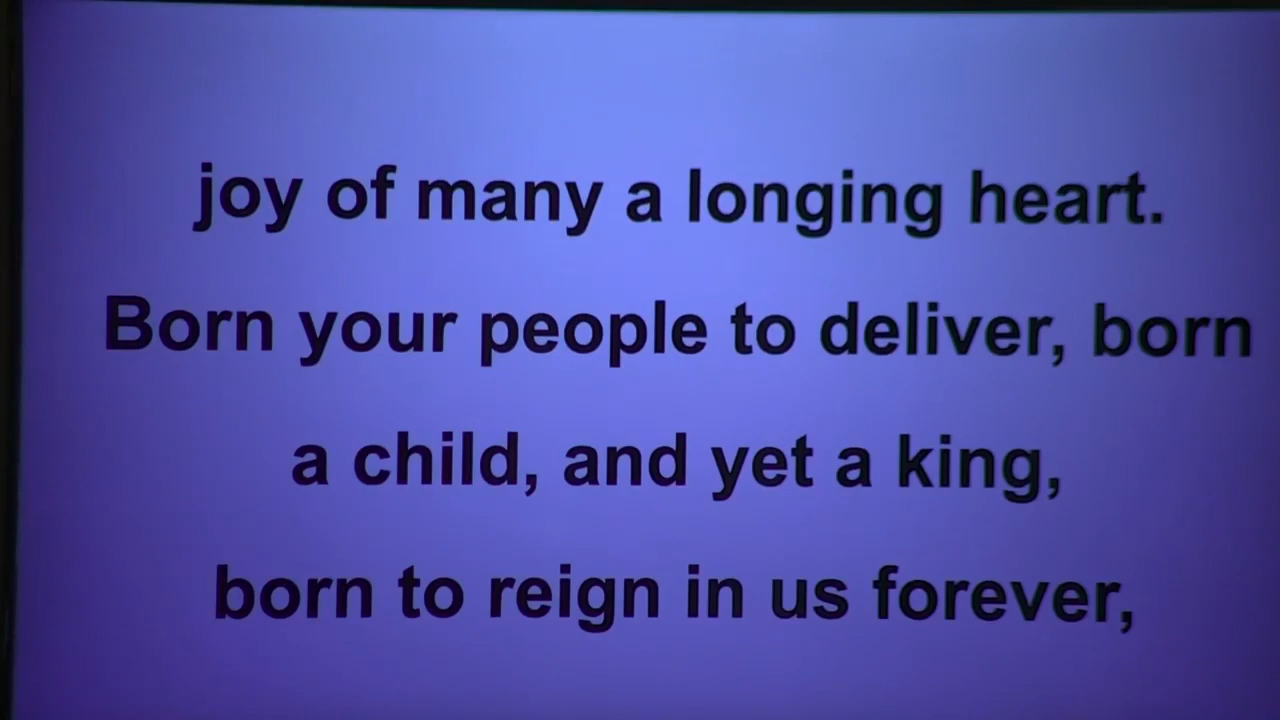 joy of many a longing heart.
Born your people to deliver, born
a child, and yet a king,
born to reign in us forever,